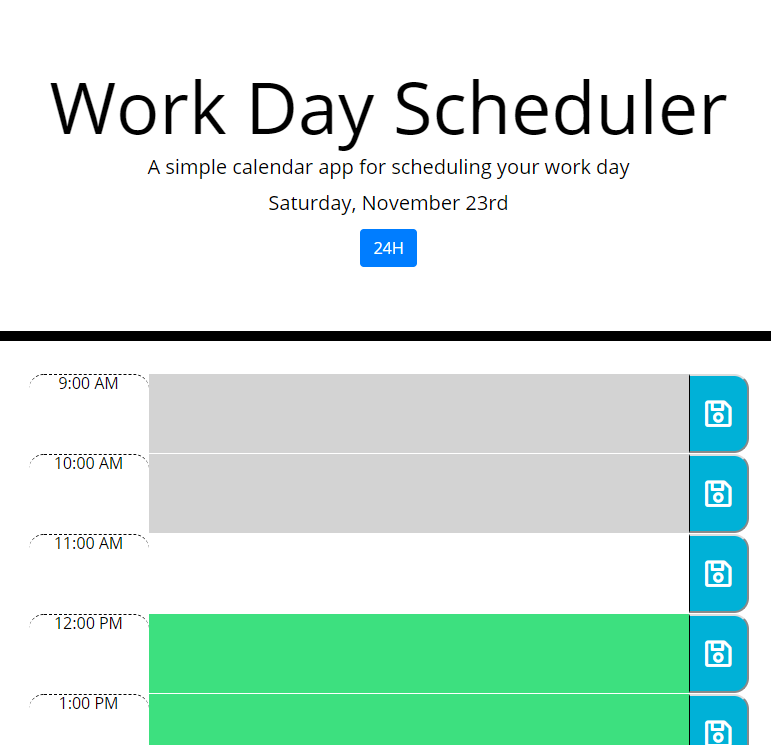 Work Day Scheduler
A simple calendar app for scheduling your work day
Saturday, November 23rd
24H
9:00 AM
10:00 AM
11:00 AM
12:00 PM
1:00 PM